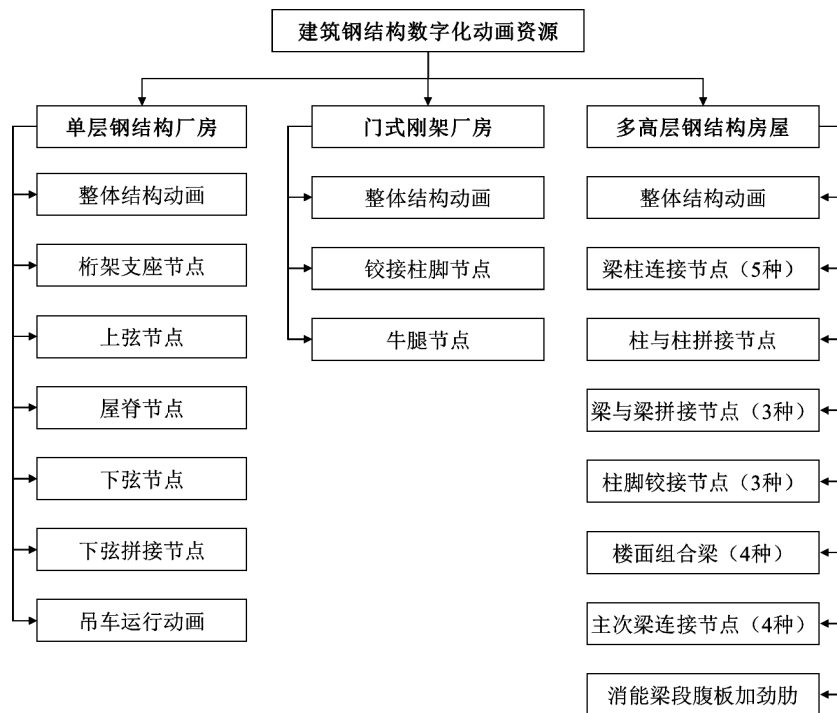 建筑钢结构数字化动画资源
单层钢结构厂房
整体结构动画
桁架支座节点
上弦节点
屋脊节点
下弦节点
下弦拼接节点
吊车运行动画
门式刚架厂房
整体结构动画
铰接柱脚节点
牛腿节点
多高层钢结构房屋
整体结构动画
梁柱连接节点（5种）
柱与柱拼接节点
梁与梁拼接节点（3种）
柱脚铰接节点（3种）
楼面组合梁（4种）
主次梁连接节点（4种）
消能梁段腹板加劲肋